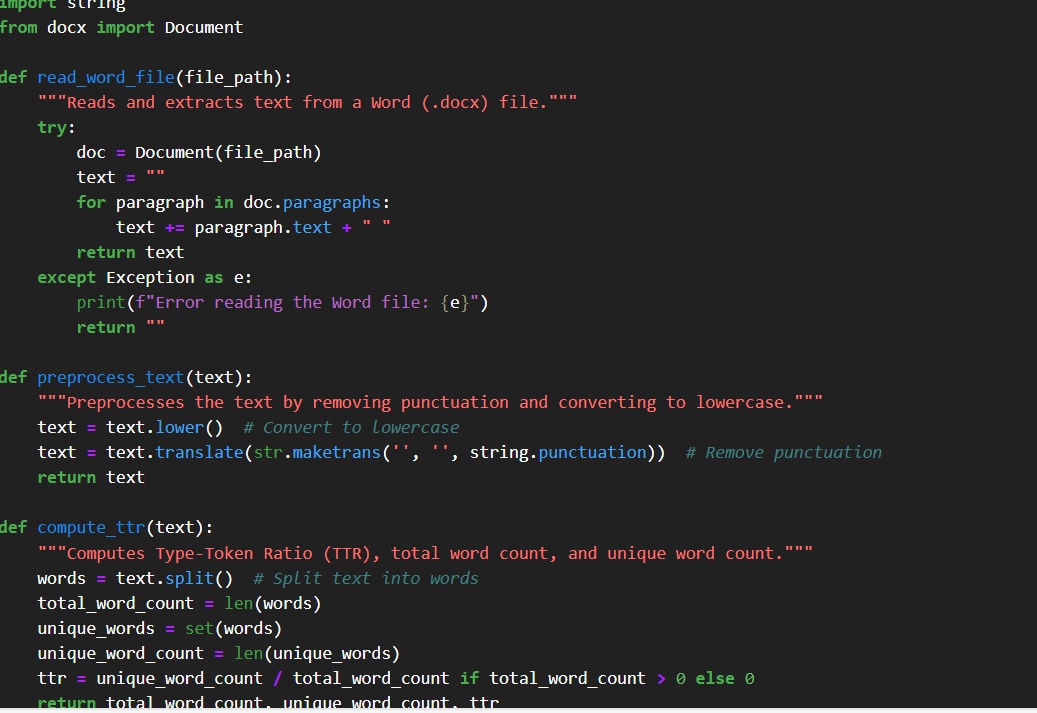 import string
from docx import Document
def read_word_file(file_path):
    """Reads and extracts text from a Word (.docx) file."""
    try:
        doc = Document(file_path)
        text = ""
        for paragraph in doc.paragraphs:
            text += paragraph.text + " "
        return text
    except Exception as e:
        print(f"Error reading the Word file: {e}")
        return ""
def preprocess_text(text):
    """Preprocesses the text by removing punctuation and converting to lowercase."""
    text = text.lower()  # Convert to lowercase
    text = text.translate(str.maketrans('', '', string.punctuation))  # Remove punctuation
    return text
def compute_ttr(text):
    """Computes Type-Token Ratio (TTR), total word count, and unique word count."""
    words = text.split()  # Split text into words
    total_word_count = len(words)
    unique_words = set(words)
    unique_word_count = len(unique_words)
    ttr = unique_word_count / total_word_count if total_word_count > 0 else 0
    return total_word_count, unique_word_count, ttr